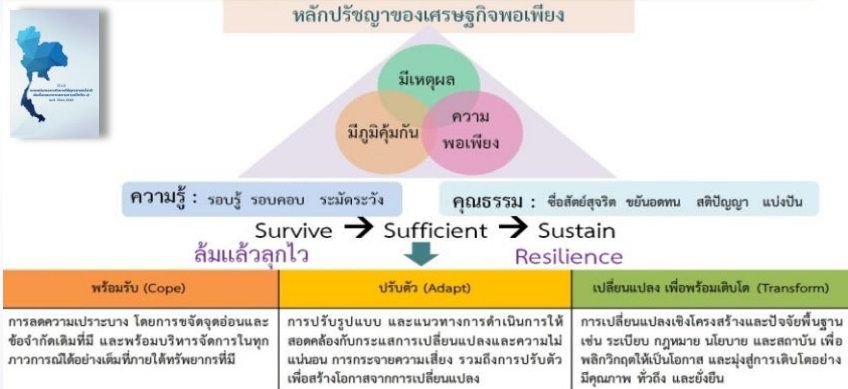 หลักปรัชญาของเศรษฐกิจพอเพียง
มีเหตุผล
มีภูมิคุ้มกัน
ความ
พอเพียง
ความรู้ : รอบรู้ รอบคอบ ระมัดระวัง
คุณธรรม : ซื่อสัตย์สุจริต ขยันอดทน สติปัญญา แบ่งปัน
Survive → Sufficient → Sustain
ล้มแล้วลุกไว
Resilience
พร้อมรับ (Cope)
การลดความเปราะบาง โดยการขจัดจุดอ่อนและ
ข้อจำกัดเดิมที่มี และพร้อมบริหารจัดการในทุก
ภาวการณ์ได้อย่างเต็มที่ภายใต้ทรัพยากรที่มี
ปรับตัว (Adapt)
การปรับรูปแบบ และแนวทางการดำเนินการให้
สอดคล้องกับกระแสการเปลี่ยนแปลงและความไม่
แน่นอน การกระจายความเสี่ยง รวมถึงการปรับตัว
เพื่อสร้างโอกาสจากการเปลี่ยนแปลง
เปลี่ยนแปลง เพื่อพร้อมเติบโต (Transform)
การเปลี่ยนแปลงเชิงโครงสร้างและปัจจัยพื้นฐาน
เช่น ระเบียบ กฎหมาย นโยบาย และสถาบัน เพื่อ
พลิกวิกฤตให้เป็นโอกาส และมุ่งสู่การเติบโตอย่าง
มีคุณภาพ ทั่วถึง และยั่งยืน